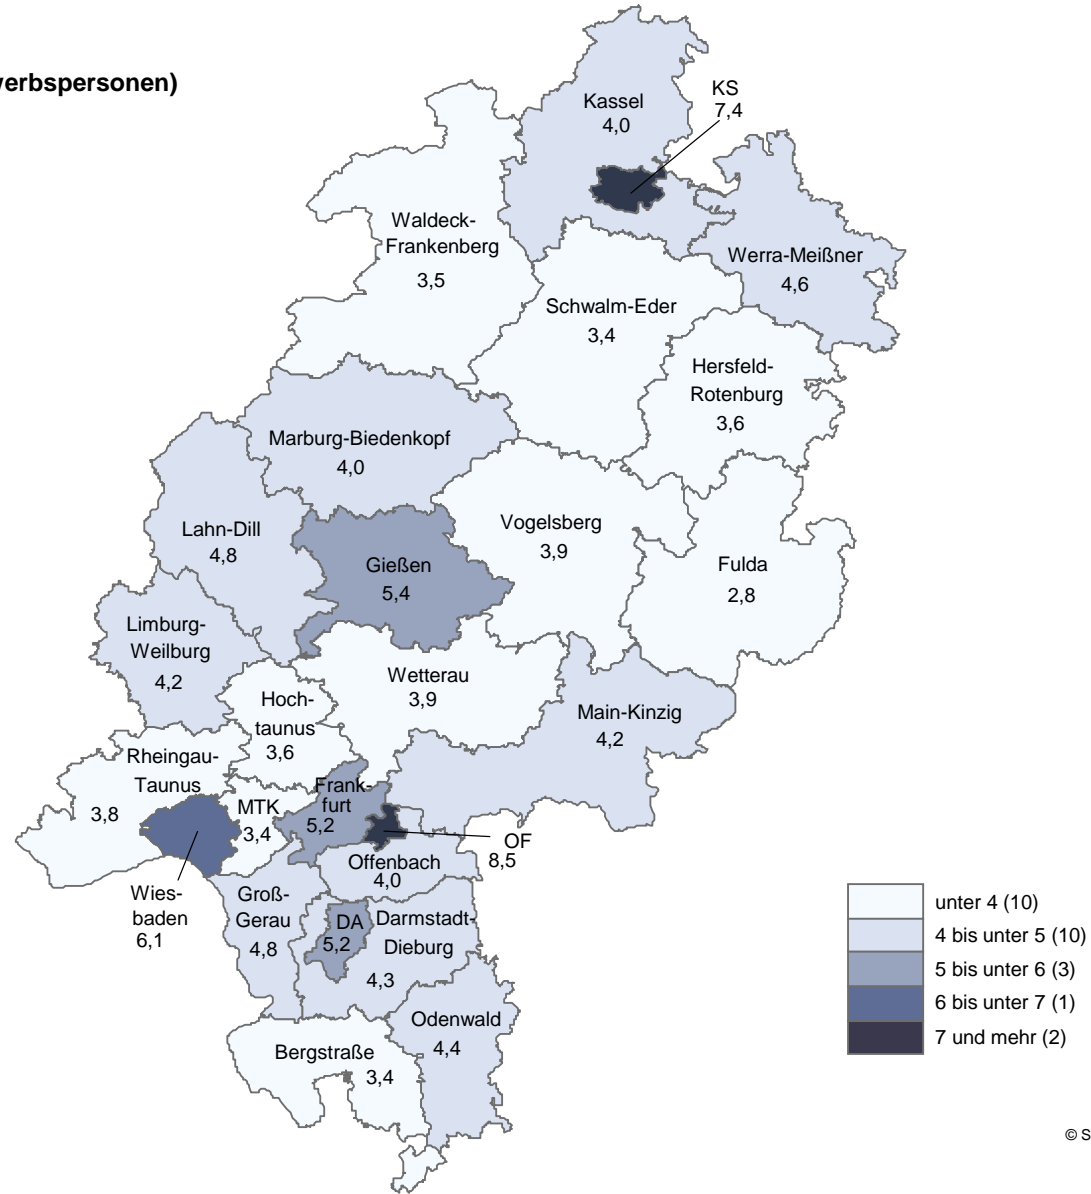 werbspersonen)
KS
7,4
Kassel
4,0
Waldeck-
Frankenberg
3,5
Werra-Meißner
4,6
Schwalm-Eder
3,4
Hersfeld-
Rotenburg
3,6
Marburg-Biedenkopf
4,0
Lahn-Dill
4,8
Gießen
5,4
Vogelsberg
3,9
Fulda
2,8
Limburg-
Weilburg
4,2
Wetterau
3,9
Hoch-
taunus
3,6
Main-Kinzig
4,2
Rheingau-
Taunus
3,8
MTK
3,4
Frank-
furt
5,2
OF
8,5
Offenbach
4,0
Wies-
baden
6,1
Groß-
Gerau
4,8
DA
5,2
Darmstadt-
Dieburg
4,3
Odenwald
4,4
Bergstraße
3,4
unter 4 (10)
4 bis unter 5 (10)
5 bis unter 6 (3)
6 bis unter 7 (1)
7 und mehr (2)
© S